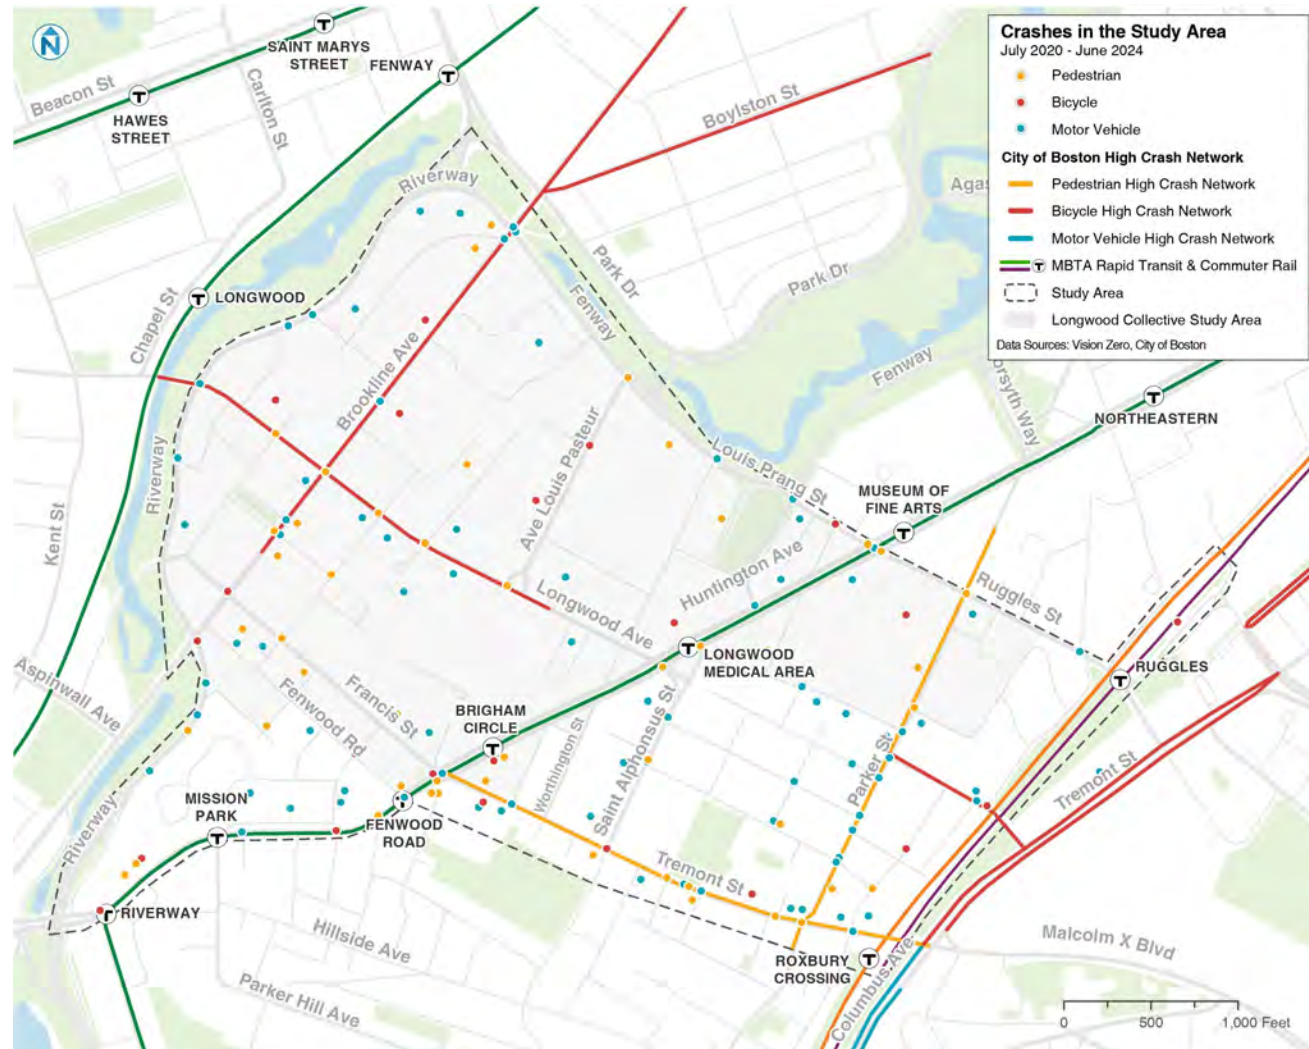 N
SAINT MARYS
STREET
FENWAY
Beacon St
HAWES
STREET
Carlton St
Boylston St
Riverway
Agas
Park Dr
Park Dr
Chapel St
LONGWOOD
Fenway
Fenway
Brookline Ave
orsyth Way
NORTHEASTERN
Riverway
Kent St
Ave Louis Pasteur
Louis Prang St
MUSEUM OF
FINE ARTS
Huntington Ave
Ruggles St
Longwood Ave
LONGWOOD
MEDICAL AREA
RUGGLES
Aspinwall Ave
Fenwood Rd
Francis St
BRIGHAM
CIRCLE
Worthington St
Saint Alphonsus St
Parker St
Tremont St
MISSION
PARK
FENWOOD
ROAD
Riverway
Tremont St
RIVERWAY
Hillside Ave
Parker Hill Ave
ROXBURY
CROSSING
Columbus Ave
Malcolm X Blvd
Crashes in the Study Area
July 2020 - June 2024
Pedestrian
Bicycle
Motor Vehicle
City of Boston High Crash Network
Pedestrian High Crash Network
Bicycle High Crash Network
Motor Vehicle High Crash Network
T MBTA Rapid Transit & Commuter Rail
Study Area
Longwood Collective Study Area
Data Sources: Vision Zero, City of Boston
0 500 1,000 Feet